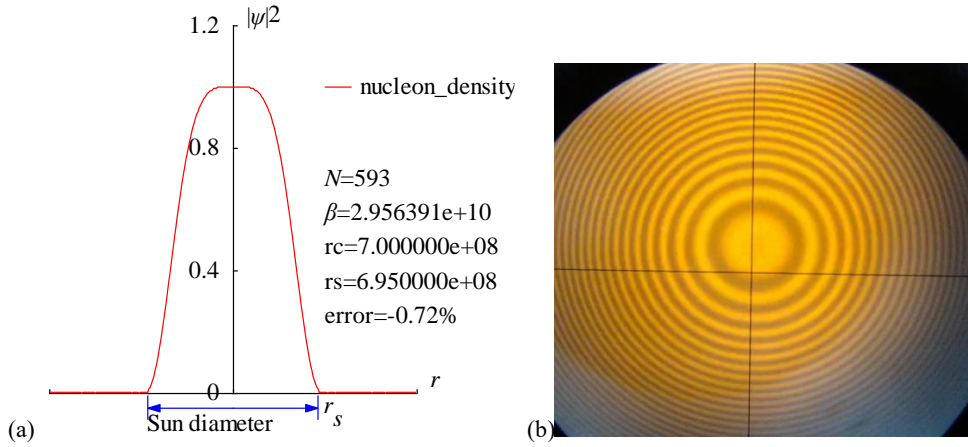 |ψ|2
1.2
nucleon_density
0.8
N=593
β=2.956391e+10
rc=7.000000e+08
0.4
rs=6.950000e+08
error=-0.72%
0
r
r_s
Sun diameter
(a)
(b)